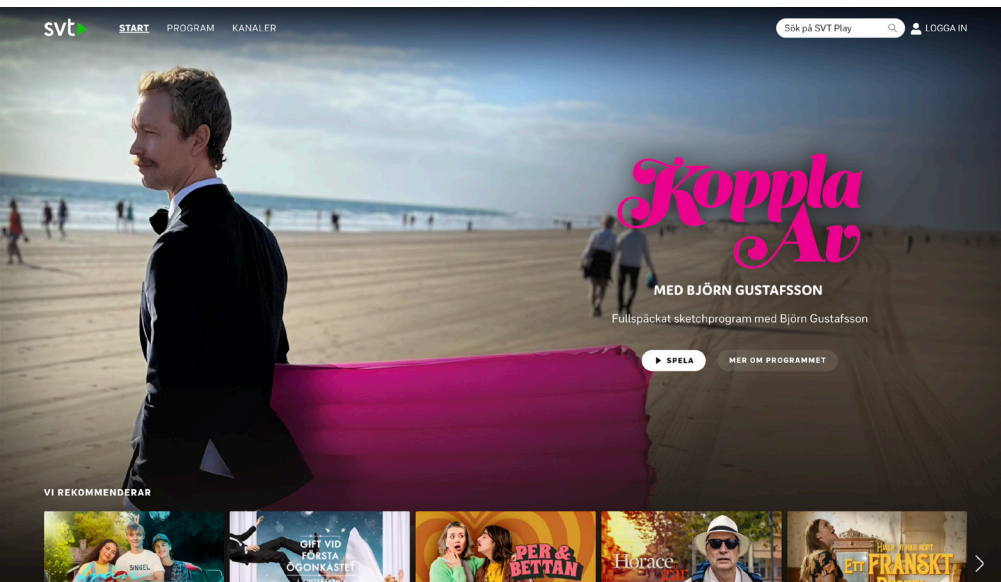 svt
START
PROGRAM
KANALER
Sök på SVT Play
LOGGA IN
Koppla
Av
MED BJÖRN GUSTAFSSON
Fullspäckat sketchprogram med Björn Gustafsson
SPELA
MER OM PROGRAMMET
VI REKOMMENDERAR
SINGEL
GIFT VID
FÖRSTA
ÖGONKASTET
PER &
BETTAN
Horace
går
ETT FRANSKT